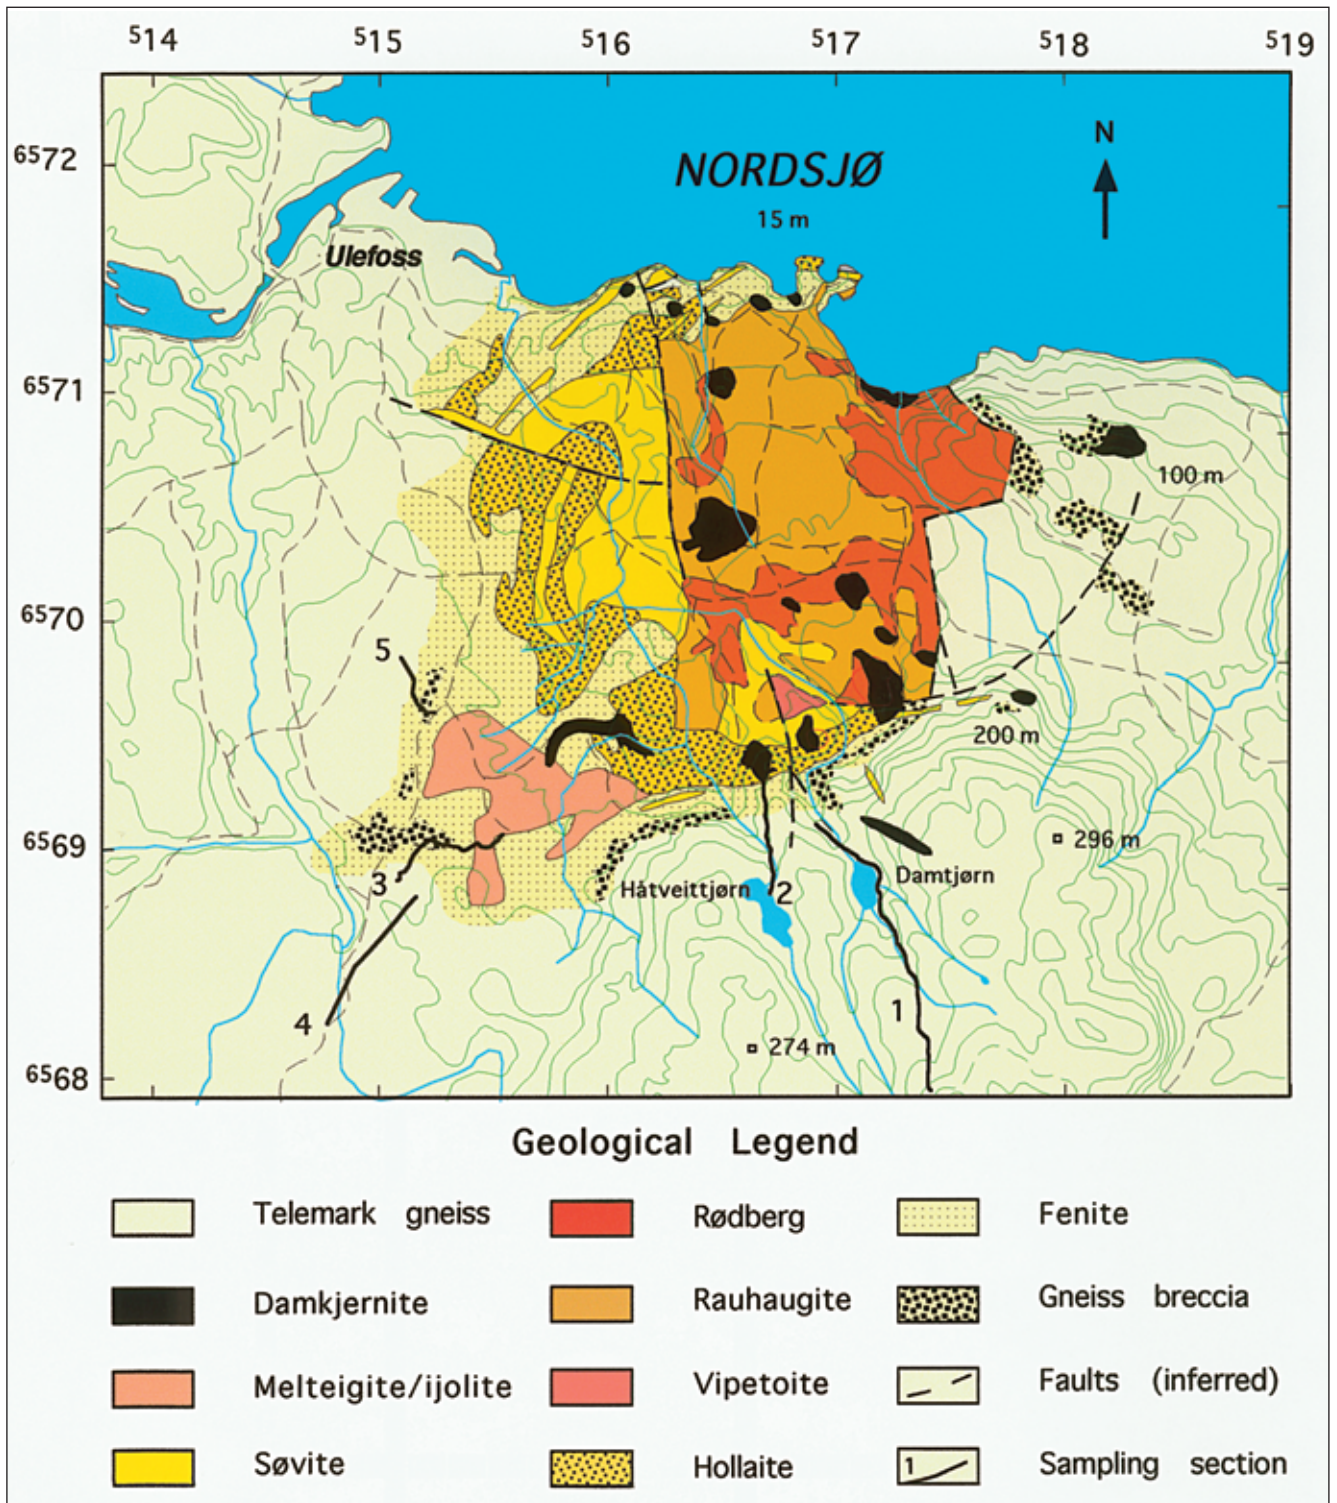 514 515 516 517 518 519
6572
N
NORDSJØ
15 m
Ulefoss
6571
100 m
6570
5
200 m
6569
296 m
3
Håtveittjørn 2
Damtjørn
4
1
274 m
6568
Geological Legend
Telemark gneiss
Rødberg
Fenite
Damkjernite
Rauhaugite
Gneiss breccia
Melteigite/ijolite
Vipetoite
Faults (inferred)
Søvite
Hollaite
1
Sampling section